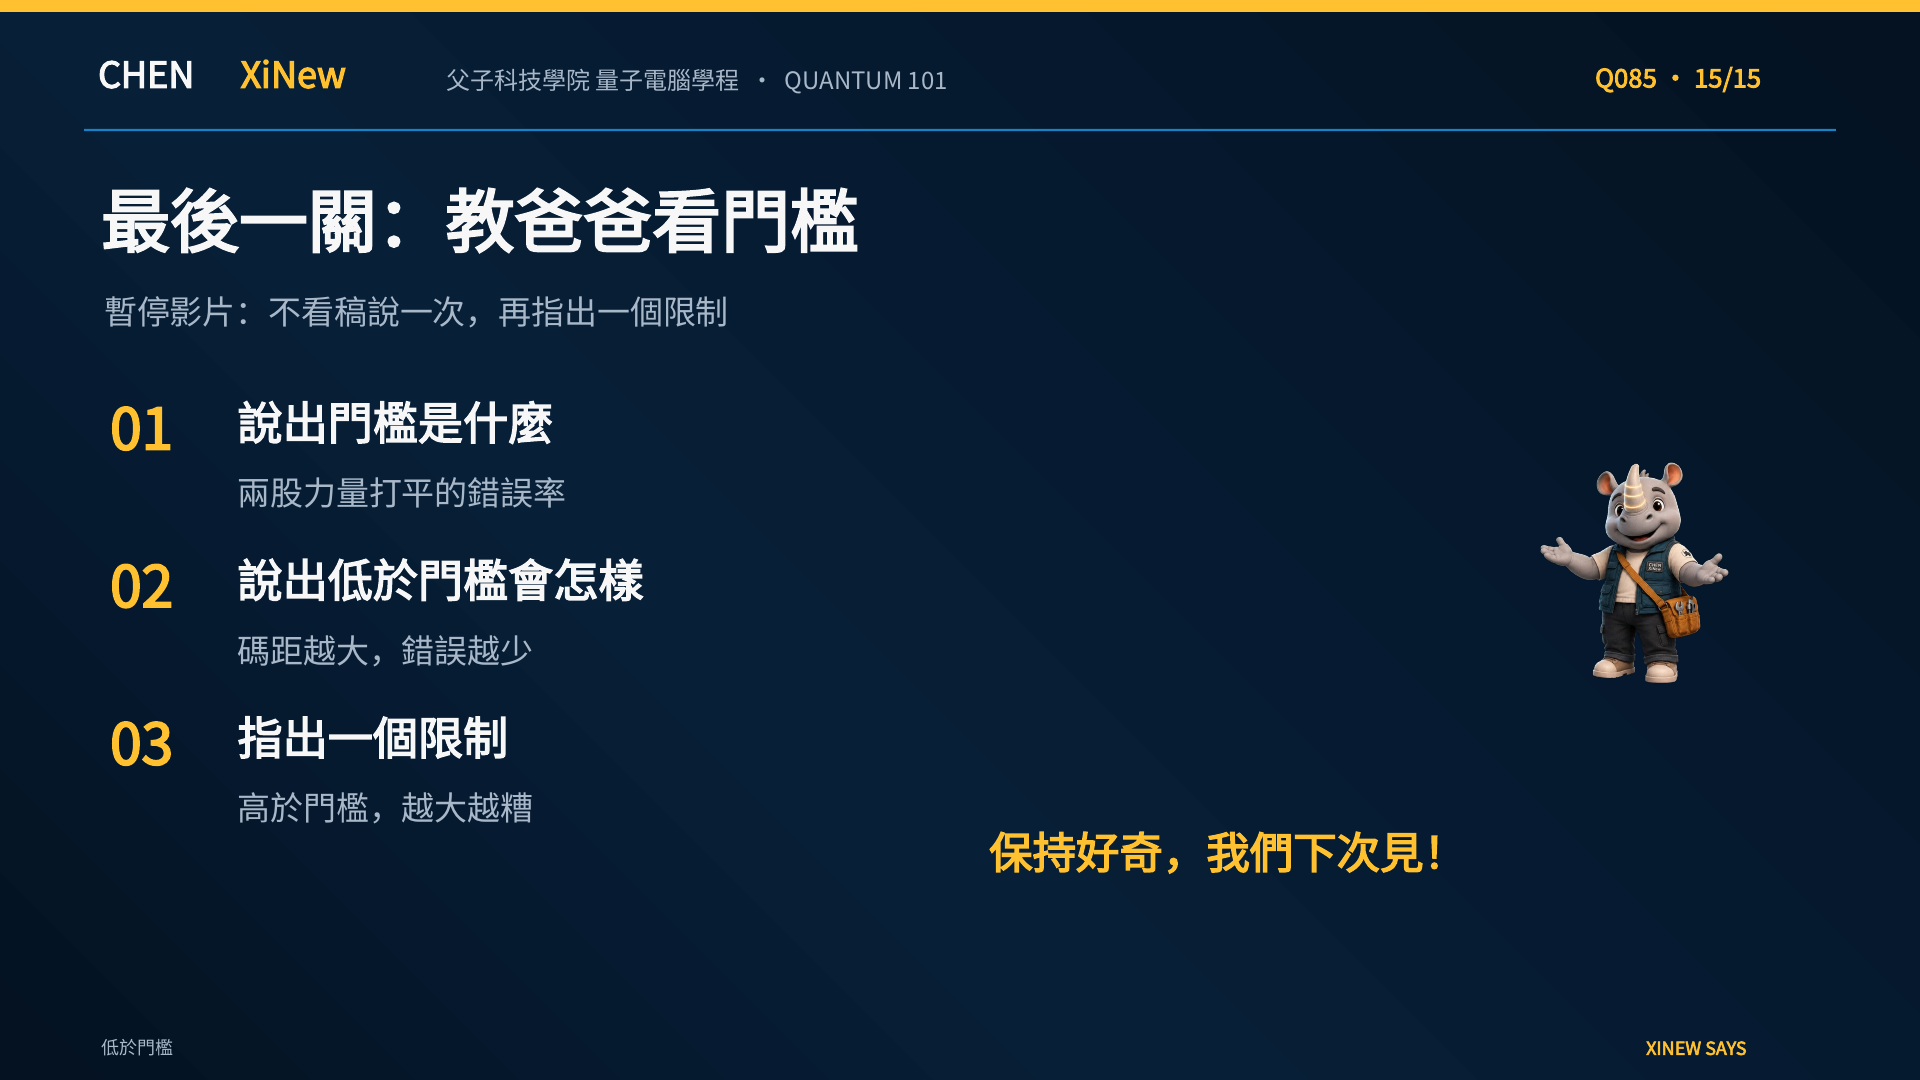 CHEN XiNew 父子科技學院 量子電腦學程 • QUANTUM 101 Q085 • 15/15
最後一關：教爸爸看門檻
暫停影片：不看稿說一次，再指出一個限制
01 說出門檻是什麼
兩股力量打平的錯誤率
02 說出低於門檻會怎樣
碼距越大，錯誤越少
03 指出一個限制
高於門檻，越大越糟
保持好奇，我們下次見！
低於門檻 XINEW SAYS